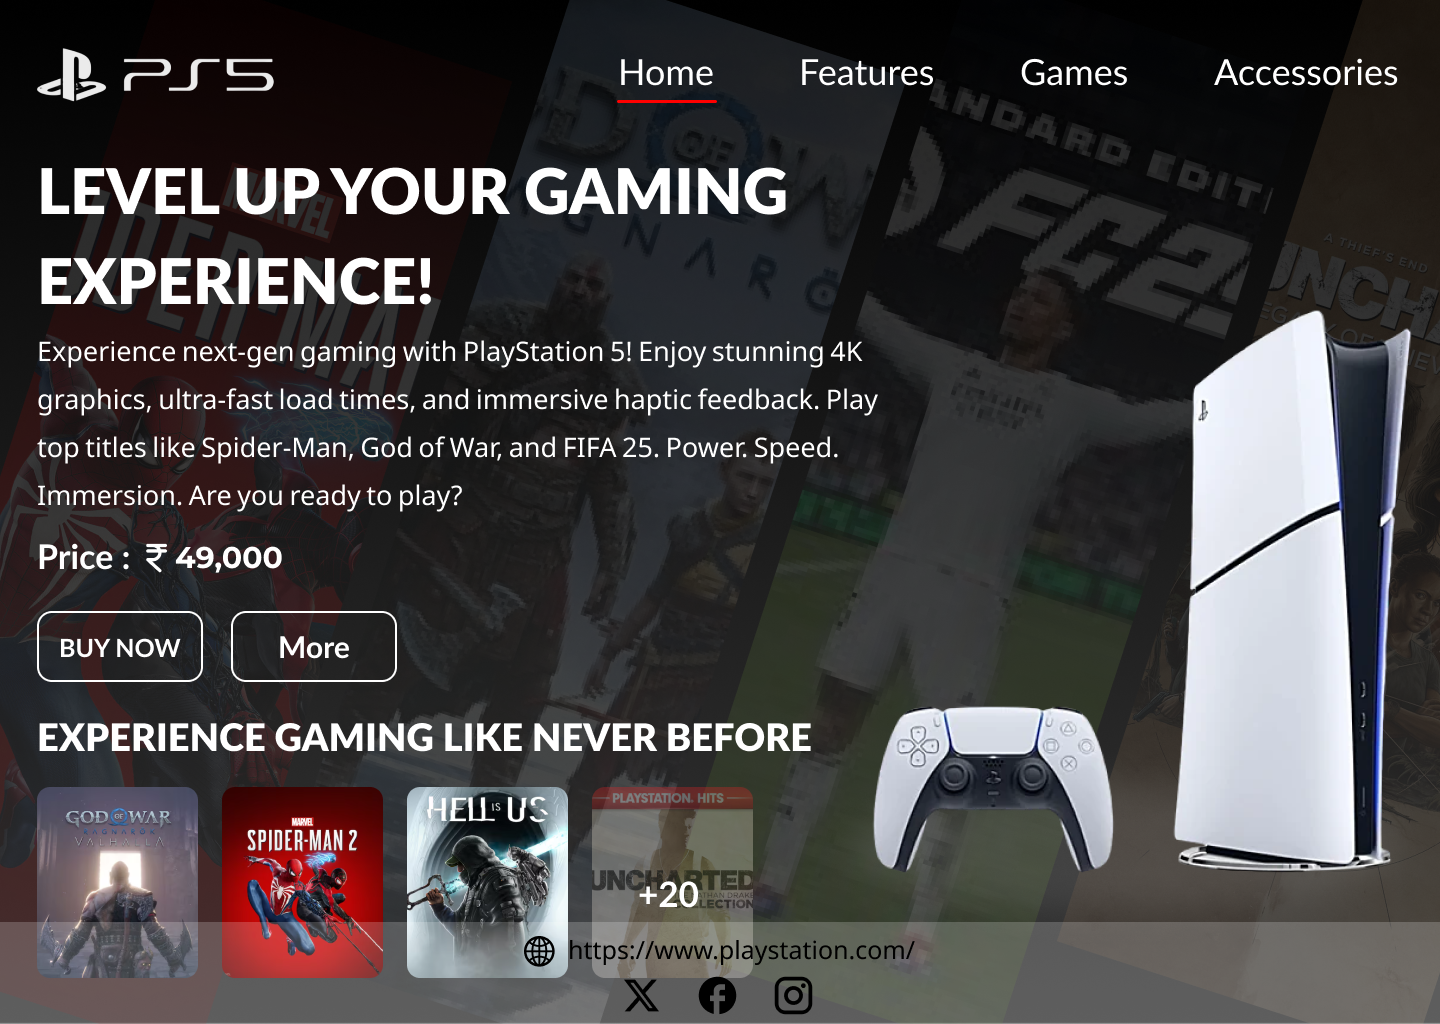 PS5
Home
Features
Games
Accessories
LEVEL UP YOUR GAMING
EXPERIENCE!
Experience next-gen gaming with PlayStation 5! Enjoy stunning 4K
graphics, ultra-fast load times, and immersive haptic feedback. Play
top titles like Spider-Man, God of War, and FIFA 25. Power. Speed.
Immersion. Are you ready to play?
Price : ₹ 49,000
BUY NOW
More
EXPERIENCE GAMING LIKE NEVER BEFORE
GOD OF WAR
RAGNARÖK
VALHALLA
MARVEL
SPIDER-MAN 2
HELL IS US
PLAYSTATION. HITS
UNCHARTED
+20
https://www.playstation.com/
MARVEL
OF
A THIEF'S END